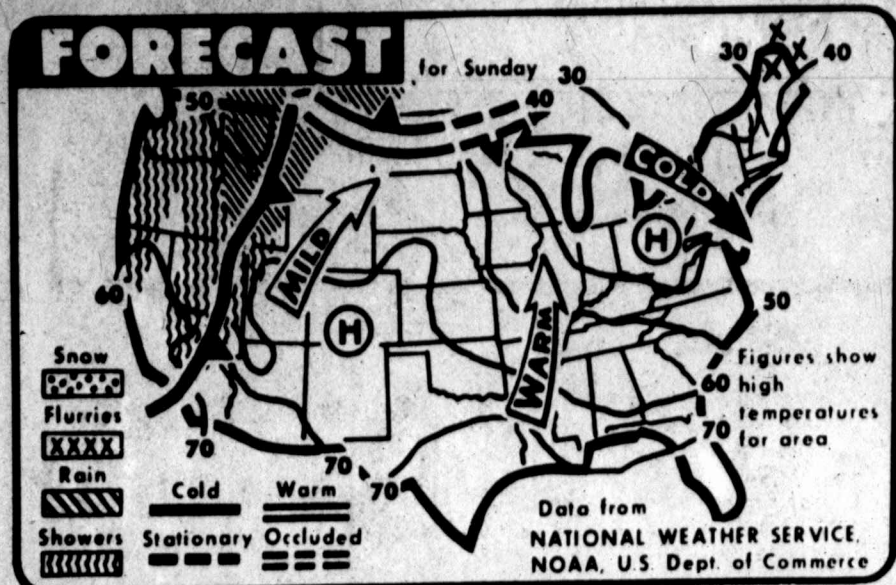 FORECAST
for Sunday
30
30
40
50
40
COLD
H
MILD
60
H
WARM
50
Snow
Flurries
XXXX
Rain
Showers
Figures show
60 high
temperatures
70 for area
70
70
70
Cold
Warm
Stationary
Occluded
Data from
NATIONAL WEATHER SERVICE,
NOAA, U.S. Dept. of Commerce